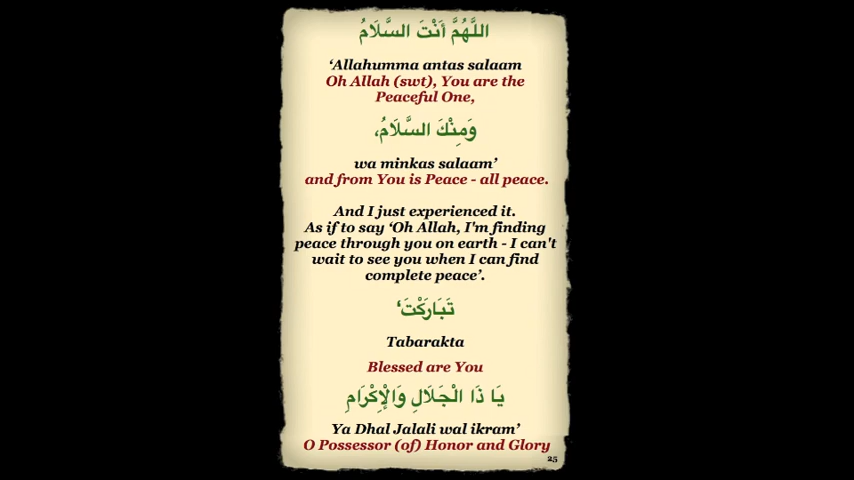 اللَّهُمَّ أَنْتَ السَّلَامُ
‘Allahumma antas salaam
Oh Allah (swt), You are the
Peaceful One,
وَمِنْكَ السَّلَامُ،
wa minkas salaam’
and from You is Peace - all peace.
And I just experienced it.
As if to say ‘Oh Allah, I'm finding
peace through you on earth - I can't
wait to see you when I can find
complete peace’.
تَبَارَكْتَ‘
Tabarakta
Blessed are You
يَا ذَا الْجَلَالِ وَالْإِكْرَامِ
Ya Dhal Jalali wal ikram’
O Possessor (of) Honor and Glory
25